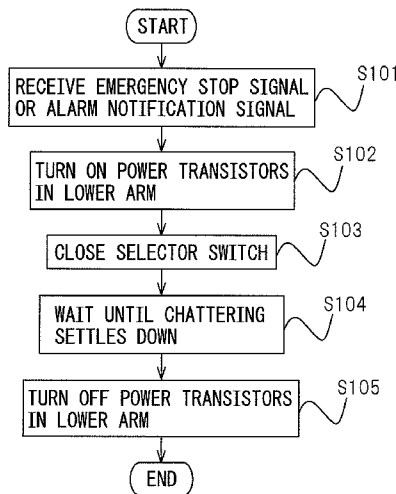 START
RECEIVE EMERGENCY STOP SIGNAL
OR ALARM NOTIFICATION SIGNAL
S101
TURN ON POWER TRANSISTORS
IN LOWER ARM
S102
CLOSE SELECTOR SWITCH
S103
WAIT UNTIL CHATTERING
SETTLES DOWN
S104
TURN OFF POWER TRANSISTORS
IN LOWER ARM
S105
END